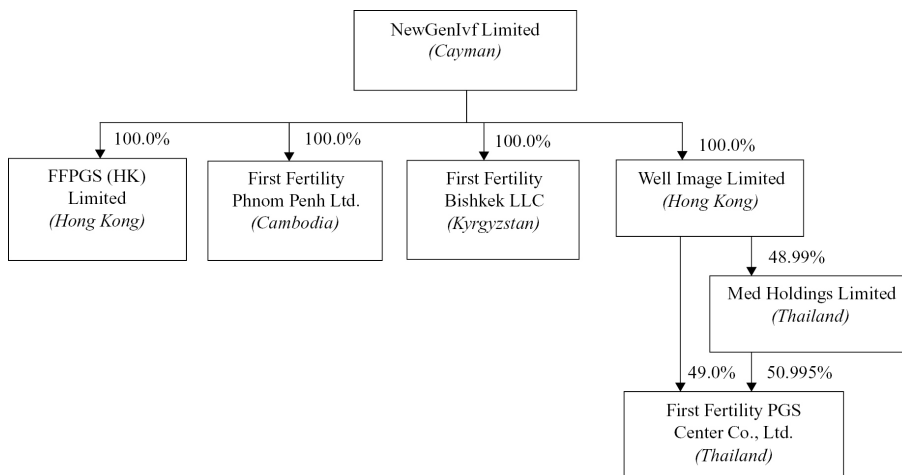 NewGenIvf Limited
(Cayman)
100.0%
100.0%
100.0%
100.0%
FFPGS (HK)
Limited
(Hong Kong)
First Fertility
Phnom Penh Ltd.
(Cambodia)
First Fertility
Bishkek LLC
(Kyrgyzstan)
Well Image Limited
(Hong Kong)
48.99%
Med Holdings Limited
(Thailand)
49.0%
50.995%
First Fertility PGS
Center Co., Ltd.
(Thailand)